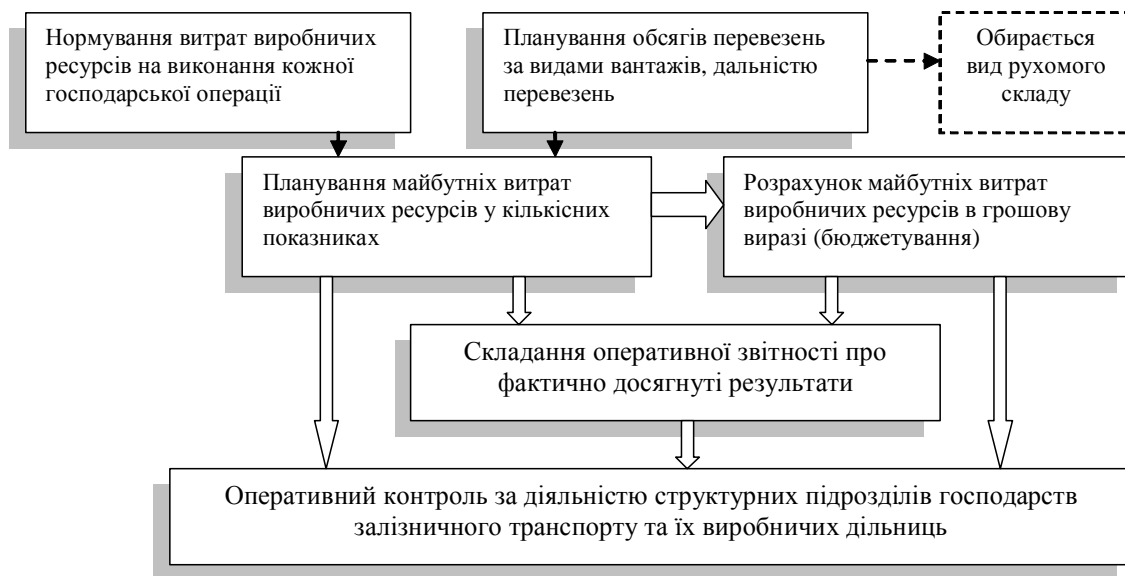 Нормування витрат виробничих
ресурсів на виконання кожної
господарської операції
Планування обсягів перевезень
за видами вантажів, дальністю
перевезень
Обирається
вид рухомого
складу
Планування майбутніх витрат
виробничих ресурсів у кількісних
показниках
Розрахунок майбутніх витрат
виробничих ресурсів в грошову
виразі (бюджетування)
Складання оперативної звітності про
фактично досягнуті результати
Оперативний контроль за діяльністю структурних підрозділів господарств
залізничного транспорту та їх виробничих дільниць